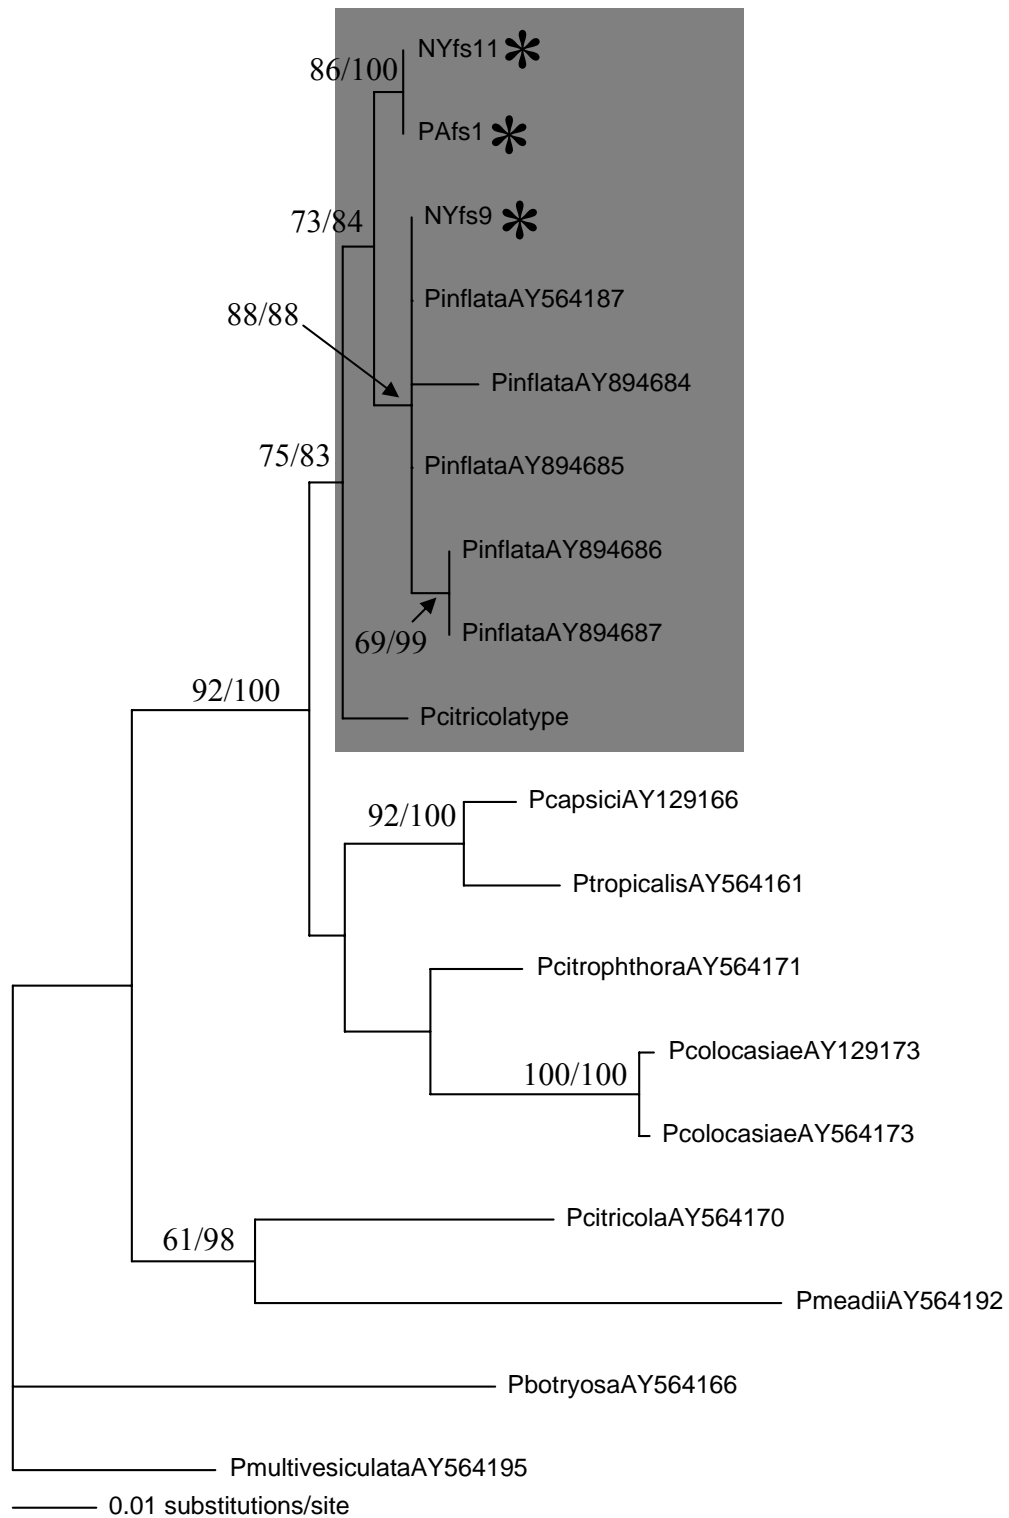 NYfs11 *
86/100
PAfs1 *
NYfs9 *
73/84
PinflataAY564187
88/88
PinflataAY894684
75/83
PinflataAY894685
PinflataAY894686
PinflataAY894687
69/99
92/100
Pcitricolatype
PcapsiciAY129166
92/100
PtropicalisAY564161
PcitrophthoraAY564171
PcolocasiaeAY129173
100/100
PcolocasiaeAY564173
PcitricolaAY564170
61/98
PmeadiiAY564192
PbotryosaAY564166
PmultivesiculataAY564195
0.01 substitutions/site